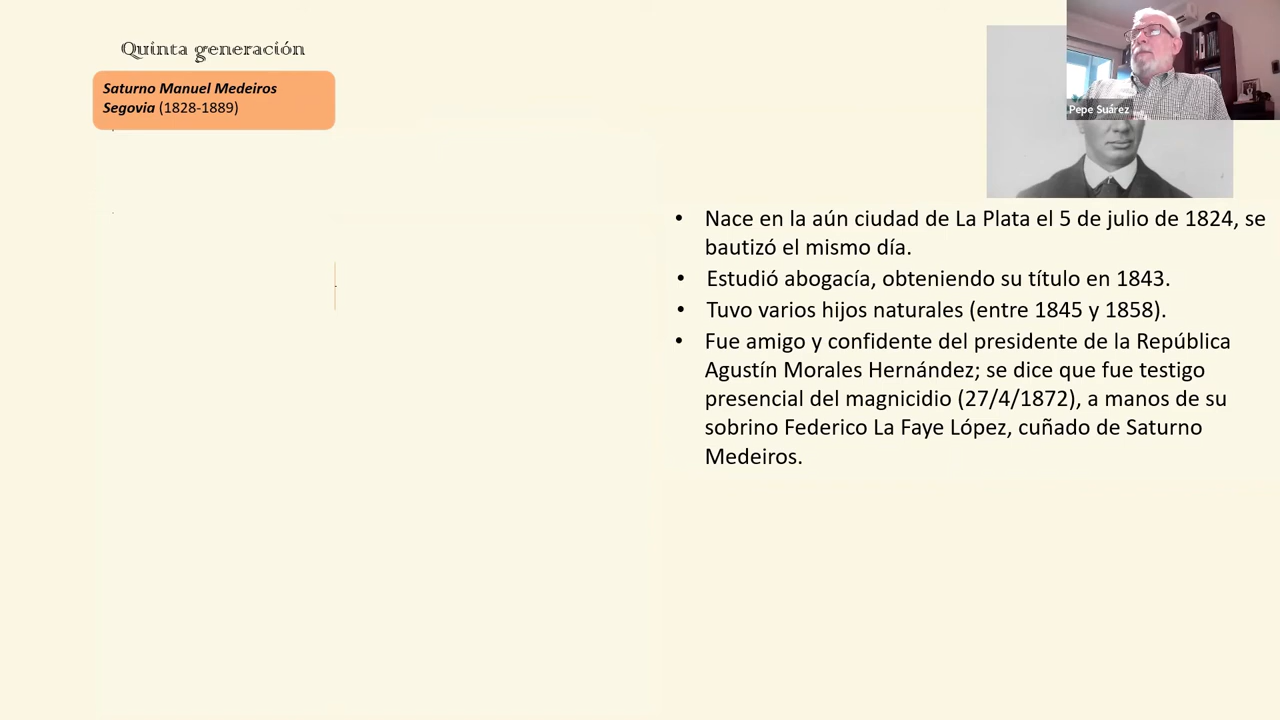 Quinta generación
Saturno Manuel Medeiros
Segovia (1828-1889)
Pepe Suárez
• Nace en la aún ciudad de La Plata el 5 de julio de 1824, se
bautizó el mismo día.
• Estudió abogacía, obteniendo su título en 1843.
• Tuvo varios hijos naturales (entre 1845 y 1858).
• Fue amigo y confidente del presidente de la República
Agustín Morales Hernández; se dice que fue testigo
presencial del magnicidio (27/4/1872), a manos de su
sobrino Federico La Faye López, cuñado de Saturno
Medeiros.